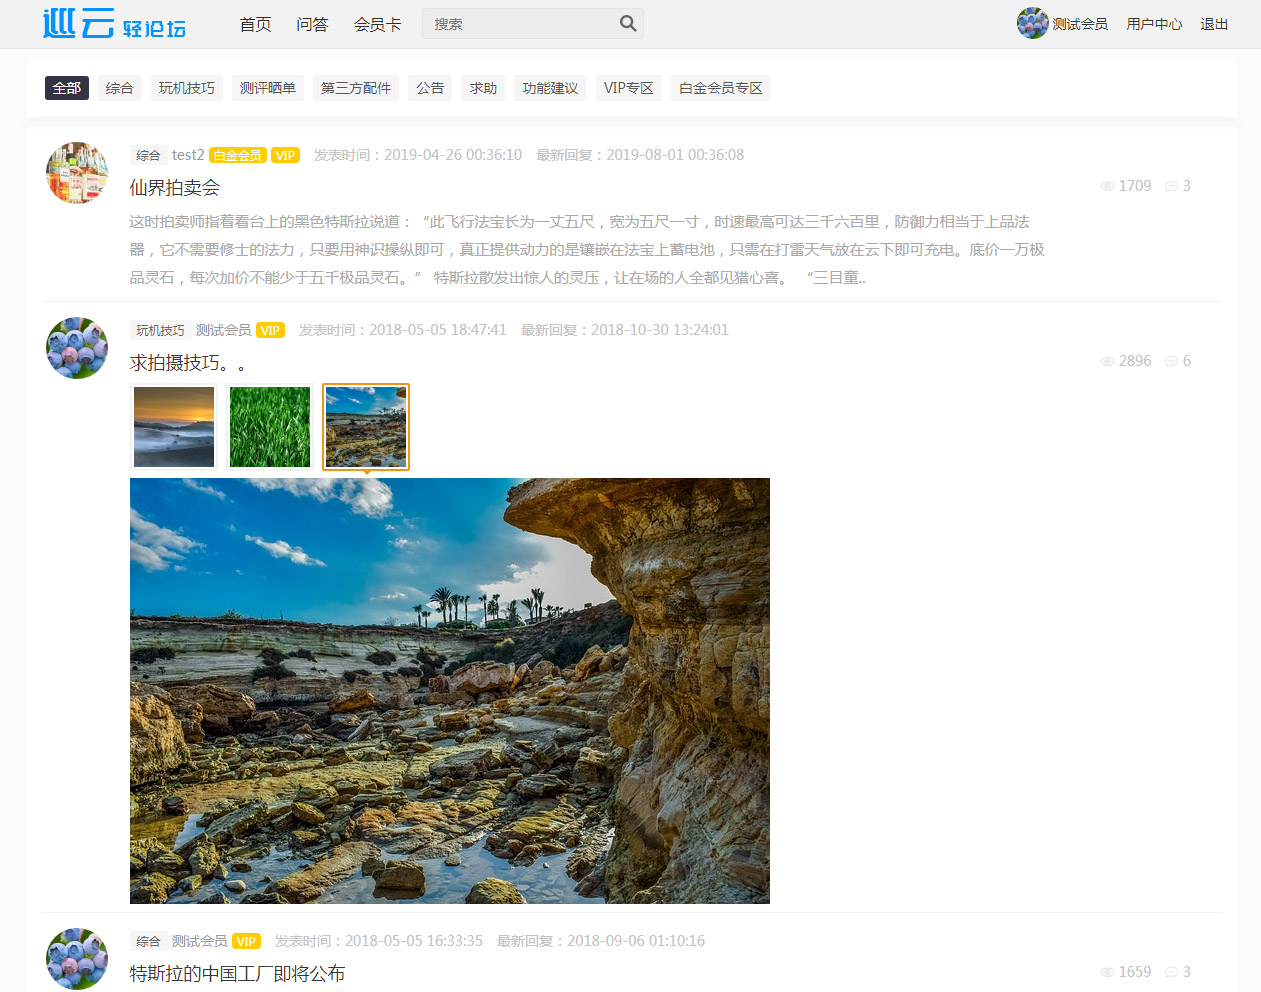 巡云 轻论坛 首页 问答 会员卡 搜索 测试会员 用户中心 退出
全部 综合 玩机技巧 测评晒单 第三方配件 公告 求助 功能建议 VIP专区 白金会员专区
综合 test2 白金会员 VIP 发表时间：2019-04-26 00:36:10 最新回复：2019-08-01 00:36:08
仙界拍卖会 1709 3
这时拍卖师指着看台上的黑色特斯拉说道：“此飞行法宝长为一丈五尺，宽为五尺一寸，时速最高可达三千六百里，防御力相当于上品法
器，它不需要修士的法力，只要用神识操纵即可，真正提供动力的是镶嵌在法宝上蓄电池，只需在打雷天气放在云下即可充电。底价一万极
品灵石，每次加价不能少于五千极品灵石。” 特斯拉散发出惊人的灵压，让在场的人全都见猎心喜。 “三目童..
玩机技巧 测试会员 VIP 发表时间：2018-05-05 18:47:41 最新回复：2018-10-30 13:24:01
求拍摄技巧。。 2896 6
综合 测试会员 VIP 发表时间：2018-05-05 16:33:35 最新回复：2018-09-06 01:10:16
特斯拉的中国工厂即将公布 1659 3